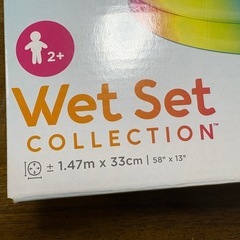 2+
Wet Set
COLLECTION™
± 1.47m x 33cm | 58" x 13"